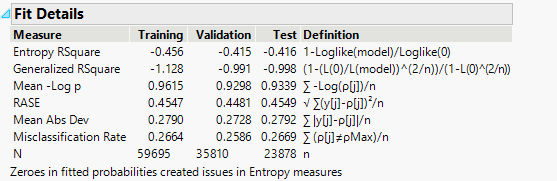 Fit Details
Measure Training Validation Test Definition
Entropy RSquare -0.456 -0.415 -0.416 1-Loglike(model)/Loglike(0)
Generalized RSquare -1.128 -0.991 -0.998 (1-(L(0)/L(model))^(2/n))/(1-L(0)^(2/n))
Mean -Log p 0.9615 0.9298 0.9339 ∑ -Log(ρ[j])/n
RASE 0.4547 0.4481 0.4549 √ ∑(y[j]-ρ[j])²/n
Mean Abs Dev 0.2790 0.2728 0.2792 ∑ |y[j]-ρ[j]|/n
Misclassification Rate 0.2664 0.2586 0.2669 ∑ (ρ[j]≠ρMax)/n
N 59695 35810 23878 n
Zeroes in fitted probabilities created issues in Entropy measures